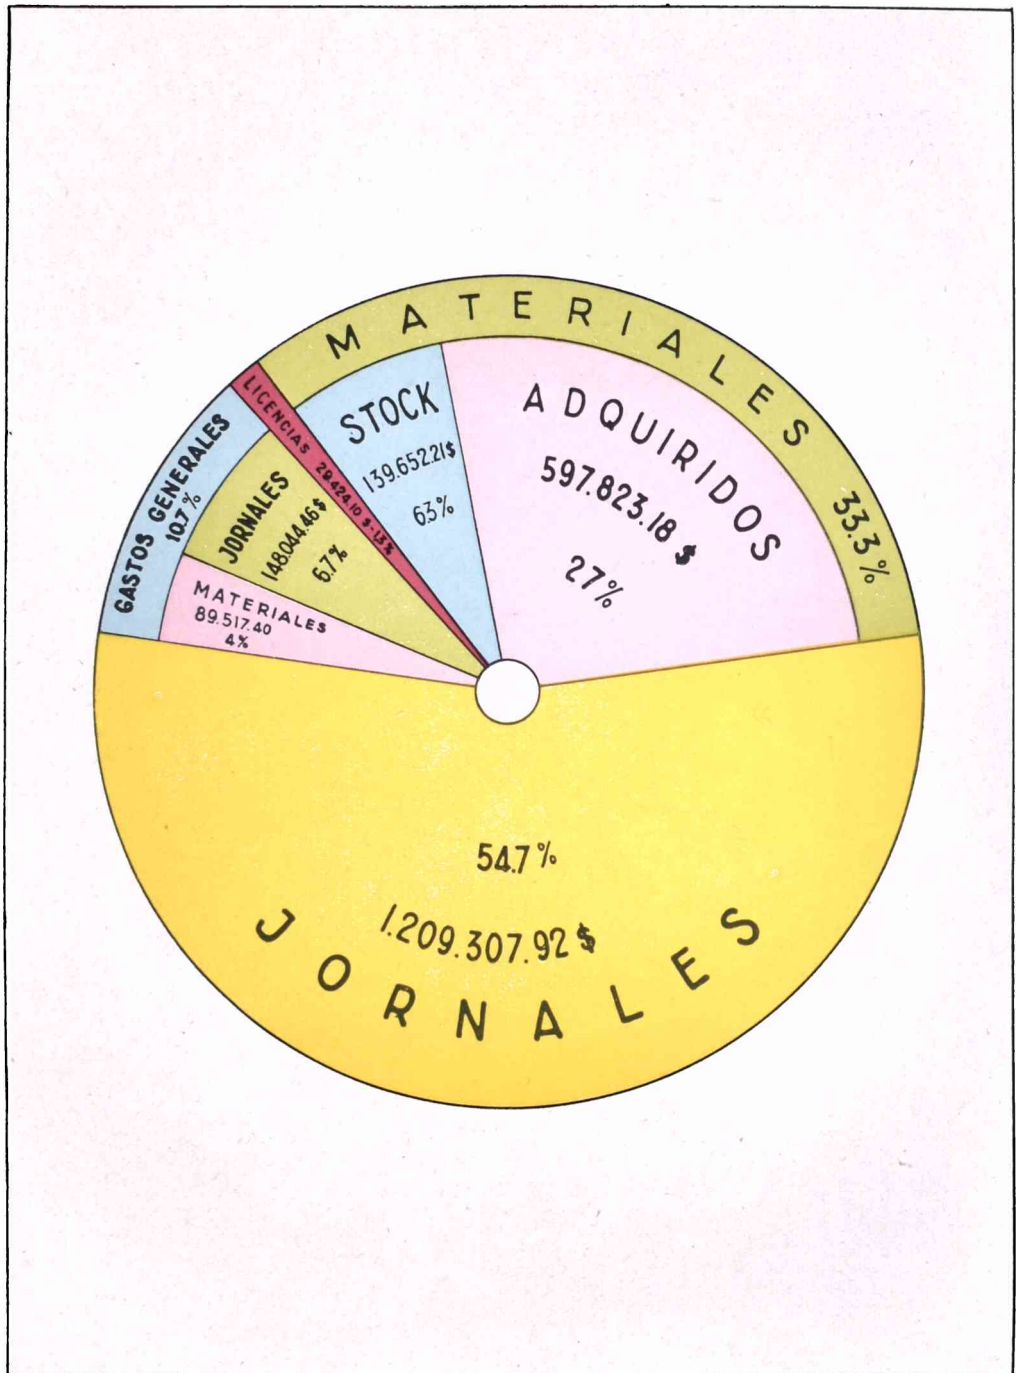 MATERIALES 33.3%
ADQUIRIDOS
597.823.18 $
27%
STOCK
139.652.21$
6.3%
LICENCIAS 29.424.10 $-1.3%
GASTOS GENERALES
10.7%
JORNALES
148.044.46$
6.7%
MATERIALES
89.517.40
4%
54.7%
1.209.307.92 $
JORNALES